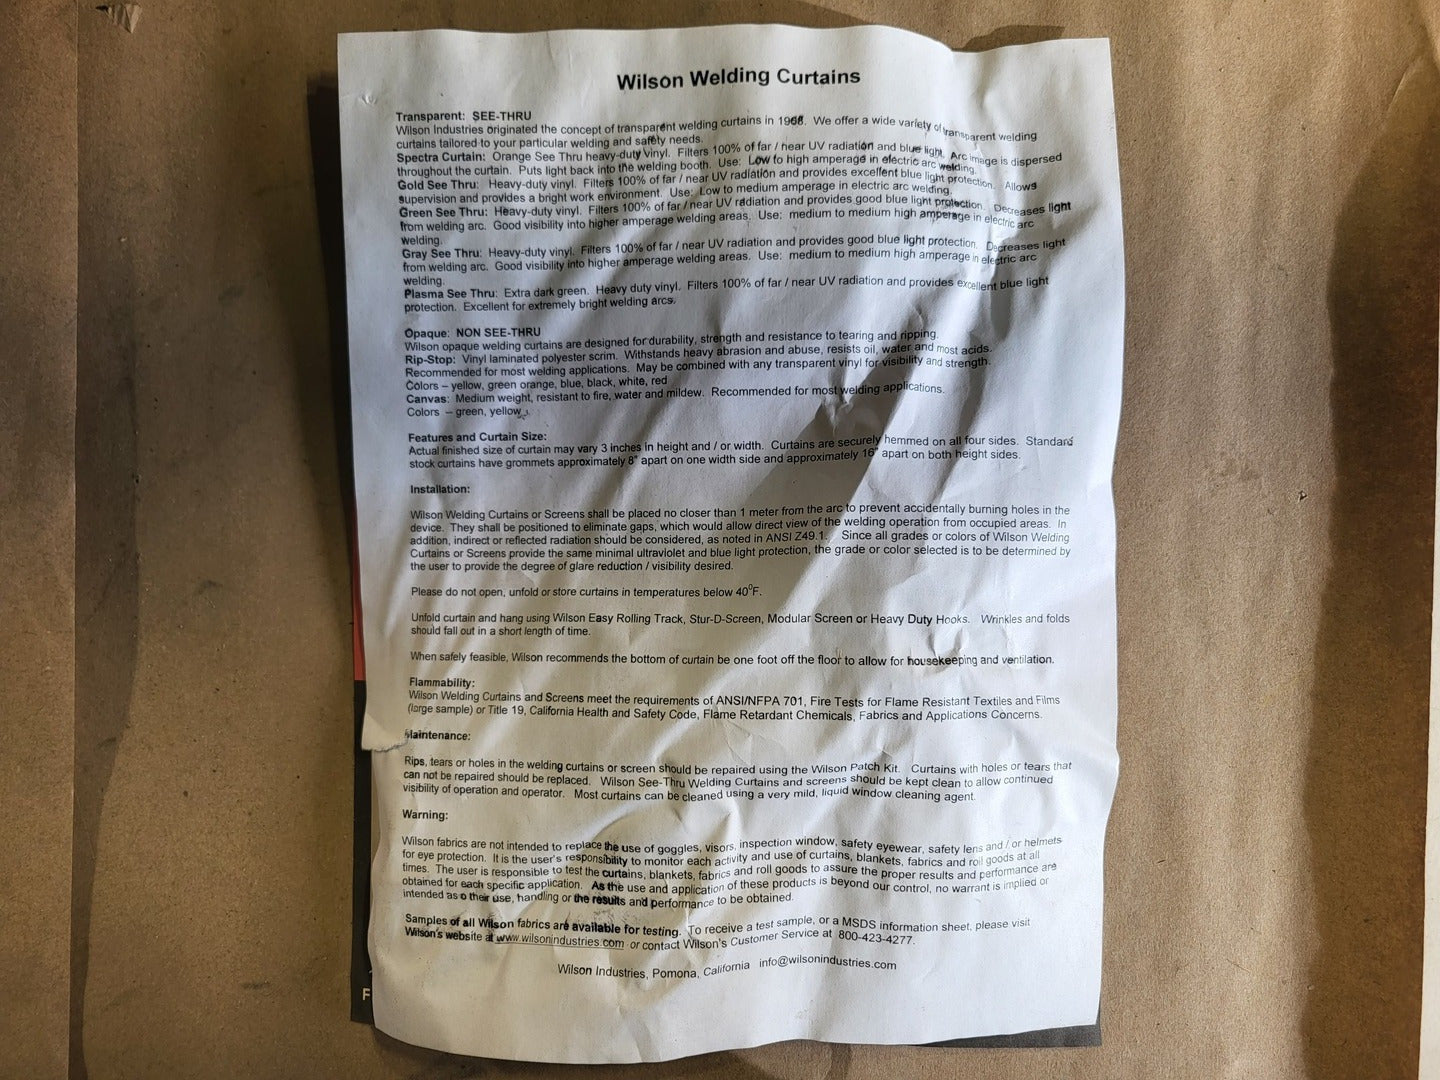 Wilson Welding Curtains
Transparent: SEE-THRU
Wilson Industries originated the concept of transparent welding curtains in 1968. We offer a wide variety of transparent welding
curtains tailored to your particular welding and safety needs.
Spectra Curtain: Orange See Thru heavy-duty vinyl. Filters 100% of far / near UV radiation and blue light. Arc image is dispersed
throughout the curtain. Puts light back into the welding booth. Use: Low to high amperage in electric arc welding.
Gold See Thru: Heavy-duty vinyl. Filters 100% of far / near UV radiation and provides excellent blue light protection. Allows
supervision and provides a bright work environment. Use: Low to medium amperage in electric arc welding.
Green See Thru: Heavy-duty vinyl. Filters 100% of far / near UV radiation and provides good blue light protection. Decreases light
from welding arc. Good visibility into higher amperage welding areas. Use: medium to medium high amperage in electric arc
welding.
Gray See Thru: Heavy-duty vinyl. Filters 100% of far / near UV radiation and provides good blue light protection. Decreases light
from welding arc. Good visibility into higher amperage welding areas. Use: medium to medium high amperage in electric arc
welding.
Plasma See Thru: Extra dark green. Heavy duty vinyl. Filters 100% of far / near UV radiation and provides excellent blue light
protection. Excellent for extremely bright welding arcs.
Opaque: NON SEE-THRU
Wilson opaque welding curtains are designed for durability, strength and resistance to tearing and ripping.
Rip-Stop: Vinyl laminated polyester scrim. Withstands heavy abrasion and abuse, resists oil, water and most acids.
Recommended for most welding applications. May be combined with any transparent vinyl for visibility and strength.
Colors – yellow, green orange, blue, black, white, red
Canvas: Medium weight, resistant to fire, water and mildew. Recommended for most welding applications.
Colors – green, yellow
Features and Curtain Size:
Actual finished size of curtain may vary 3 inches in height and / or width. Curtains are securely hemmed on all four sides. Standard
stock curtains have grommets approximately 8" apart on one width side and approximately 16" apart on both height sides.
Installation:
Wilson Welding Curtains or Screens shall be placed no closer than 1 meter from the arc to prevent accidentally burning holes in the
device. They shall be positioned to eliminate gaps, which would allow direct view of the welding operation from occupied areas. In
addition, indirect or reflected radiation should be considered, as noted in ANSI Z49.1. Since all grades or colors of Wilson Welding
Curtains or Screens provide the same minimal ultraviolet and blue light protection, the grade or color selected is to be determined by
the user to provide the degree of glare reduction / visibility desired.
Please do not open, unfold or store curtains in temperatures below 40⁰F.
Unfold curtain and hang using Wilson Easy Rolling Track, Stur-D-Screen, Modular Screen or Heavy Duty Hooks. Wrinkles and folds
should fall out in a short length of time.
When safely feasible, Wilson recommends the bottom of curtain be one foot off the floor to allow for housekeeping and ventilation.
Flammability:
Wilson Welding Curtains and Screens meet the requirements of ANSI/NFPA 701, Fire Tests for Flame Resistant Textiles and Films
(large sample) or Title 19, California Health and Safety Code, Flame Retardant Chemicals, Fabrics and Applications Concerns.
Maintenance:
Rips, tears or holes in the welding curtains or screen should be repaired using the Wilson Patch Kit. Curtains with holes or tears that
can not be repaired should be replaced. Wilson See-Thru Welding Curtains and screens should be kept clean to allow continued
visibility of operation and operator. Most curtains can be cleaned using a very mild, liquid window cleaning agent.
Warning:
Wilson fabrics are not intended to replace the use of goggles, visors, inspection window, safety eyewear, safety lens and / or helmets
for eye protection. It is the user's responsibility to monitor each activity and use of curtains, blankets, fabrics and roil goods at all
times. The user is responsible to test the curtains, blankets, fabrics and roll goods to assure the proper results and performance are
obtained for each specific application. As the use and application of these products is beyond our control, no warrant is implied or
intended as o their use, handling or the results and performance to be obtained.
Samples of all Wilson fabrics are available for testing. To receive a test sample, or a MSDS information sheet, please visit
Wilson's website at www.wilsonindustries.com or contact Wilson's Customer Service at 800-423-4277.
Wilson Industries, Pomona, California info@wilsonindustries.com
F